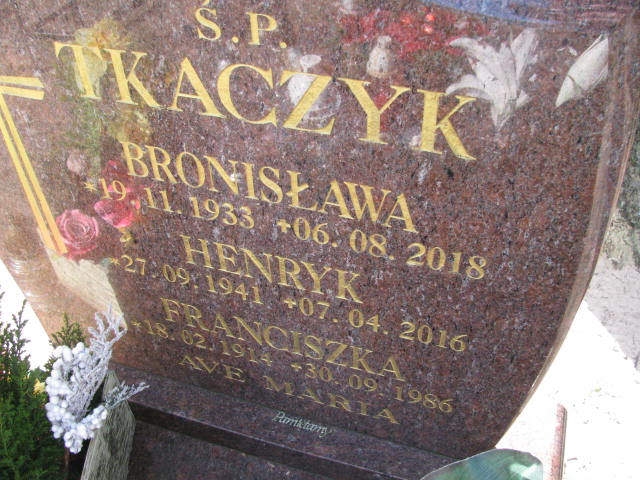 Ś.P.
TKACZYK
BRONISŁAWA
*19.11.1933 +06.08.2018
HENRYK
*27.09.1941 +07.04.2016
FRANCISZKA
*18.02.1914 +30.09.1986
AVE MARIA
Pamiętamy